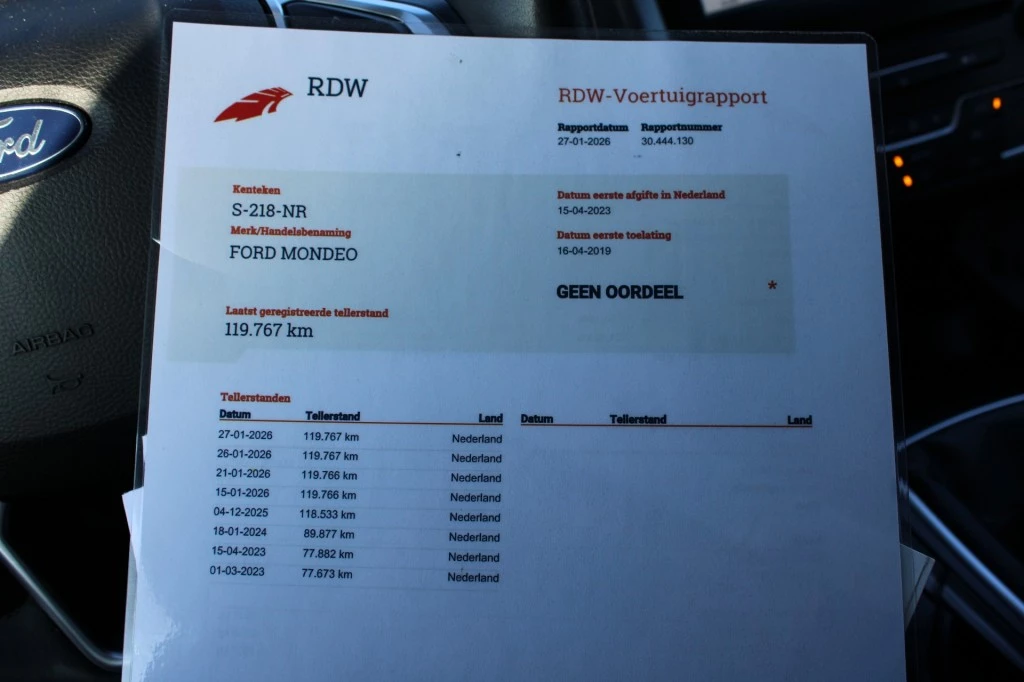 Ford
AIRBAG
RDW
RDW-Voertuigrapport
Rapportdatum Rapportnummer
27-01-2026 30.444.130
Kenteken
S-218-NR
Merk/Handelsbenaming
FORD MONDEO
Laatst geregistreerde tellerstand
119.767 km
Datum eerste afgifte in Nederland
15-04-2023
Datum eerste toelating
16-04-2019
GEEN OORDEEL *
Tellerstanden
Datum Tellerstand Land Datum Tellerstand Land
27-01-2026 119.767 km Nederland
26-01-2026 119.767 km Nederland
21-01-2026 119.766 km Nederland
15-01-2026 119.766 km Nederland
04-12-2025 118.533 km Nederland
18-01-2024 89.877 km Nederland
15-04-2023 77.882 km Nederland
01-03-2023 77.673 km Nederland